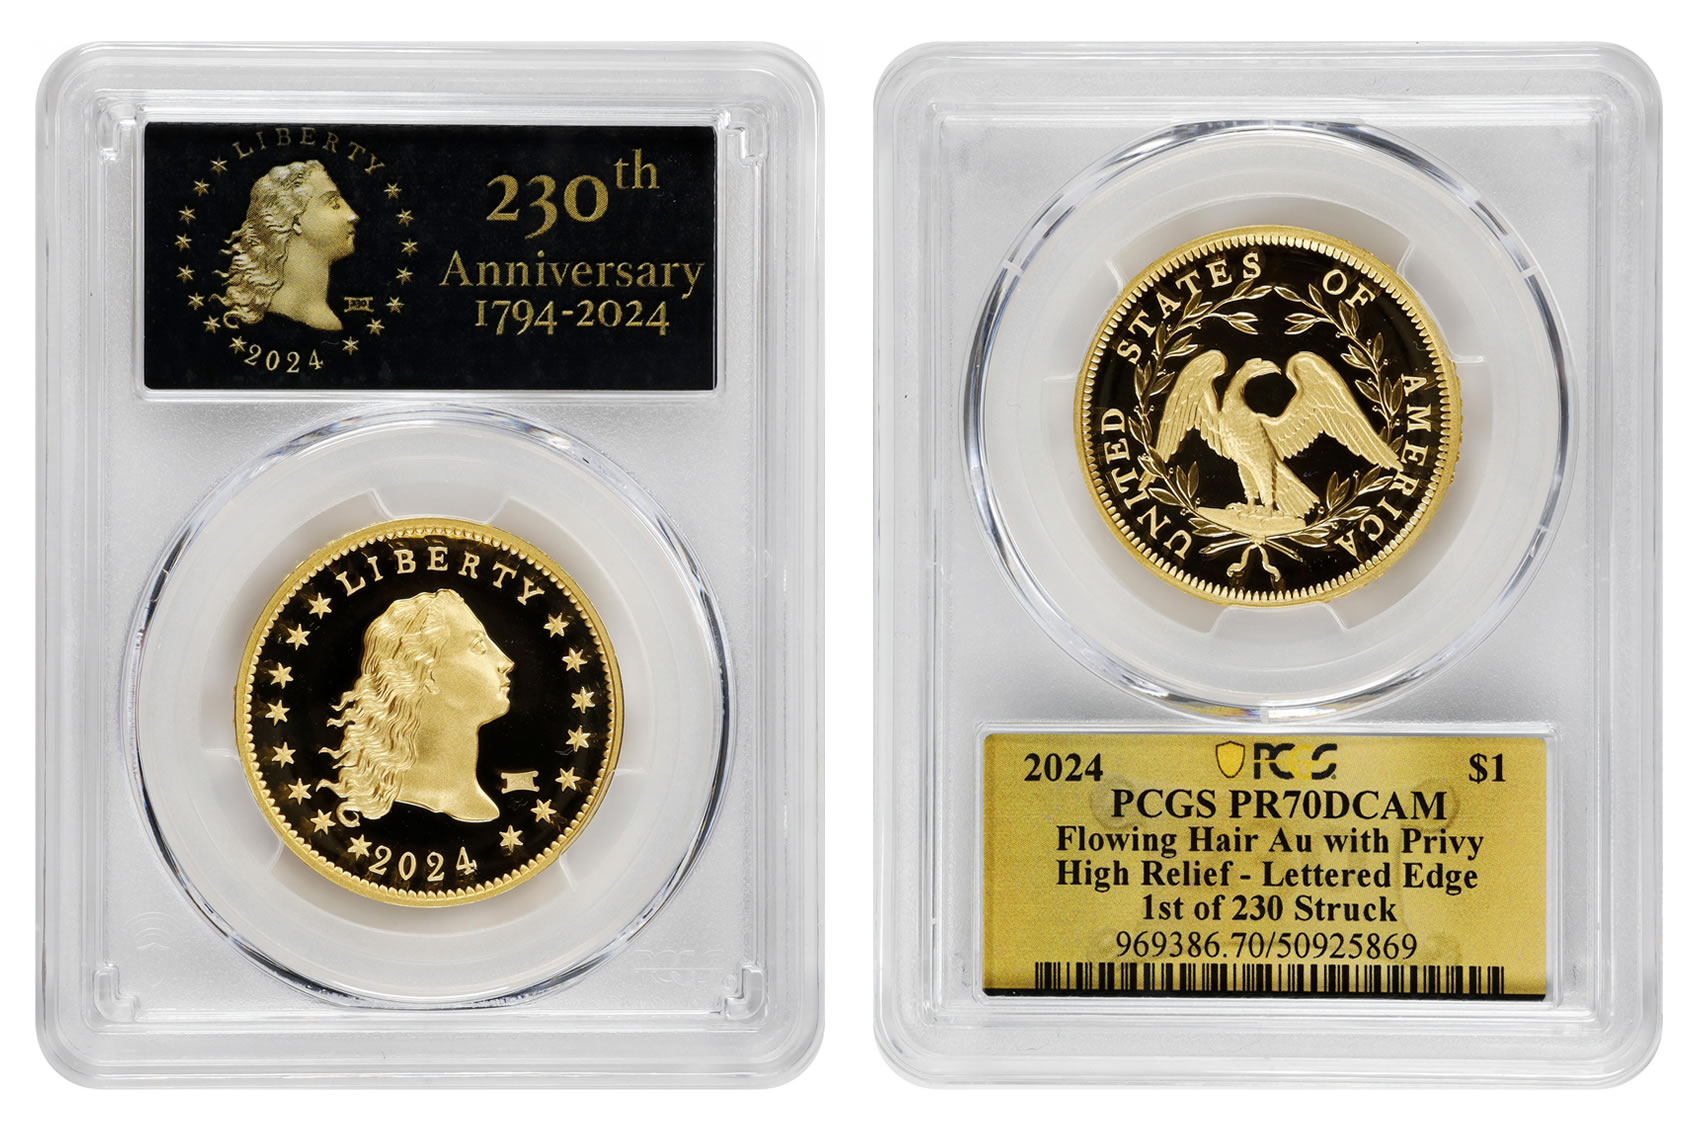 LIBERTY
2024
230th
Anniversary
1794-2024
LIBERTY
2024
UNITED STATES OF AMERICA
2024 PCGS $1
PCGS PR70DCAM
Flowing Hair Au with Privy
High Relief - Lettered Edge
1st of 230 Struck
969386.70/50925869